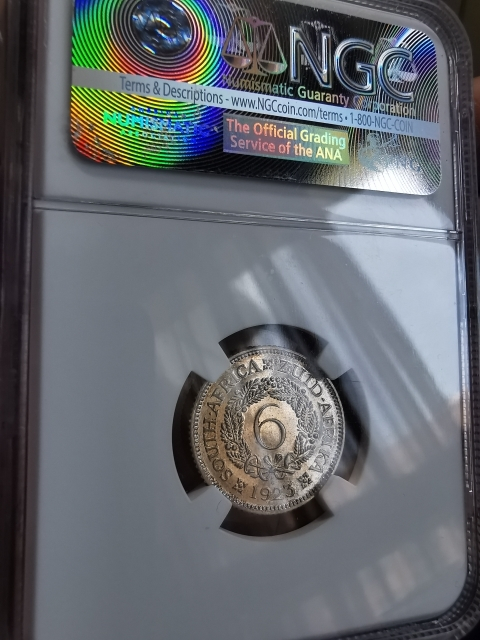 NGC
Numismatic Guaranty Corporation
Terms & Descriptions - www.NGCcoin.com/terms • 1-800-NGC-COIN
The Official Grading
Service of the ANA
SOUTH·AFRICA ZUID-AFRIKA
6
1923